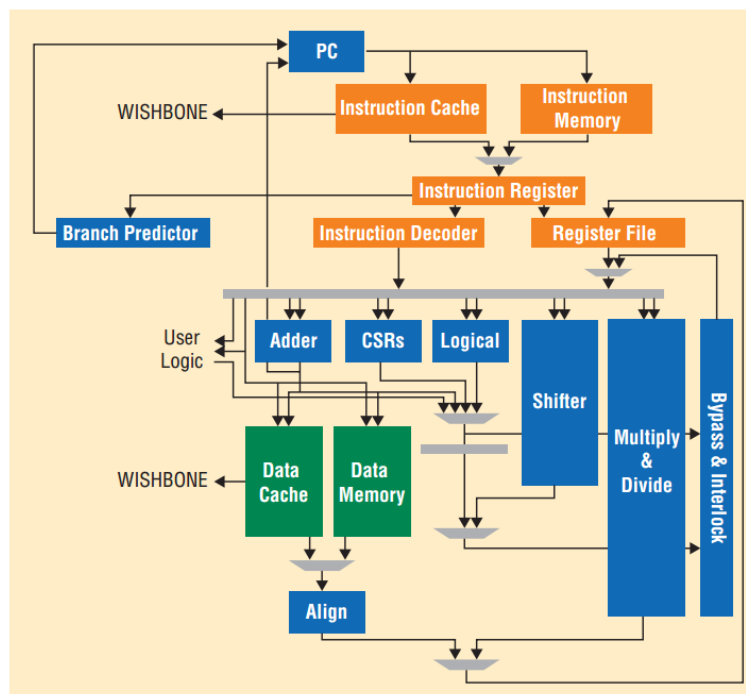 PC
Instruction Cache
Instruction
Memory
WISHBONE
Instruction Register
Branch Predictor
Instruction Decoder
Register File
User
Logic
Adder
CSRs
Logical
Shifter
Multiply
&
Divide
Bypass & Interlock
WISHBONE
Data
Cache
Data
Memory
Align